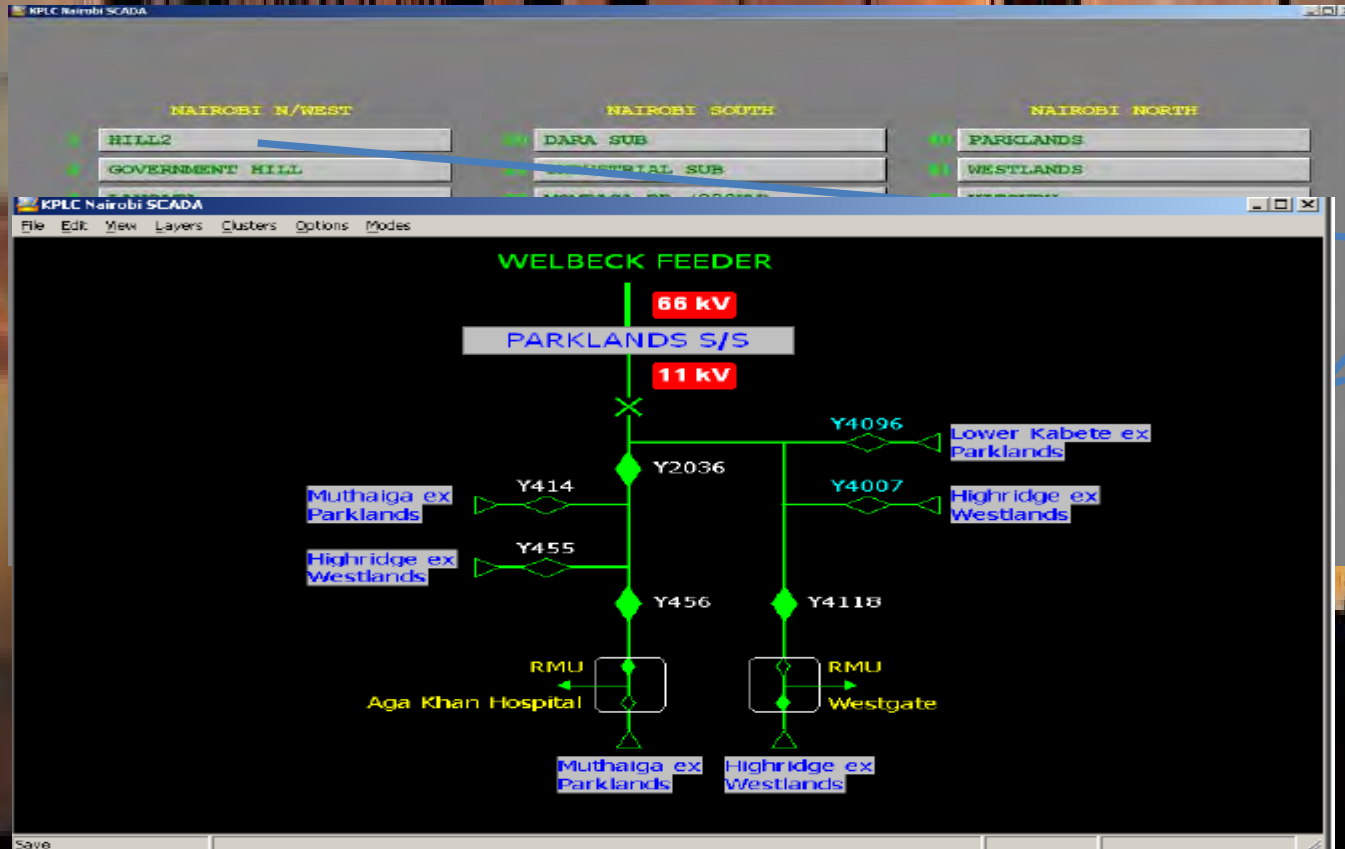 KPLC Nairobi SCADA
NAIROBI N/WEST
NAIROBI SOUTH
NAIROBI NORTH
HILL2
DARA SUB
PARKLANDS
GOVERNMENT HILL
INDUSTRIAL SUB
WESTLANDS
KPLC Nairobi SCADA
File Edit View Layers Clusters Options Modes
WELBECK FEEDER
66 kV
PARKLANDS S/S
11 kV
Y4096
Lower Kabete ex
Parklands
Y2036
Y414
Muthaiga ex
Parklands
Y4007
Highridge ex
Westlands
Y455
Highridge ex
Westlands
Y456
Y4118
RMU
Aga Khan Hospital
RMU
Westgate
Muthaiga ex
Parklands
Highridge ex
Westlands
Save